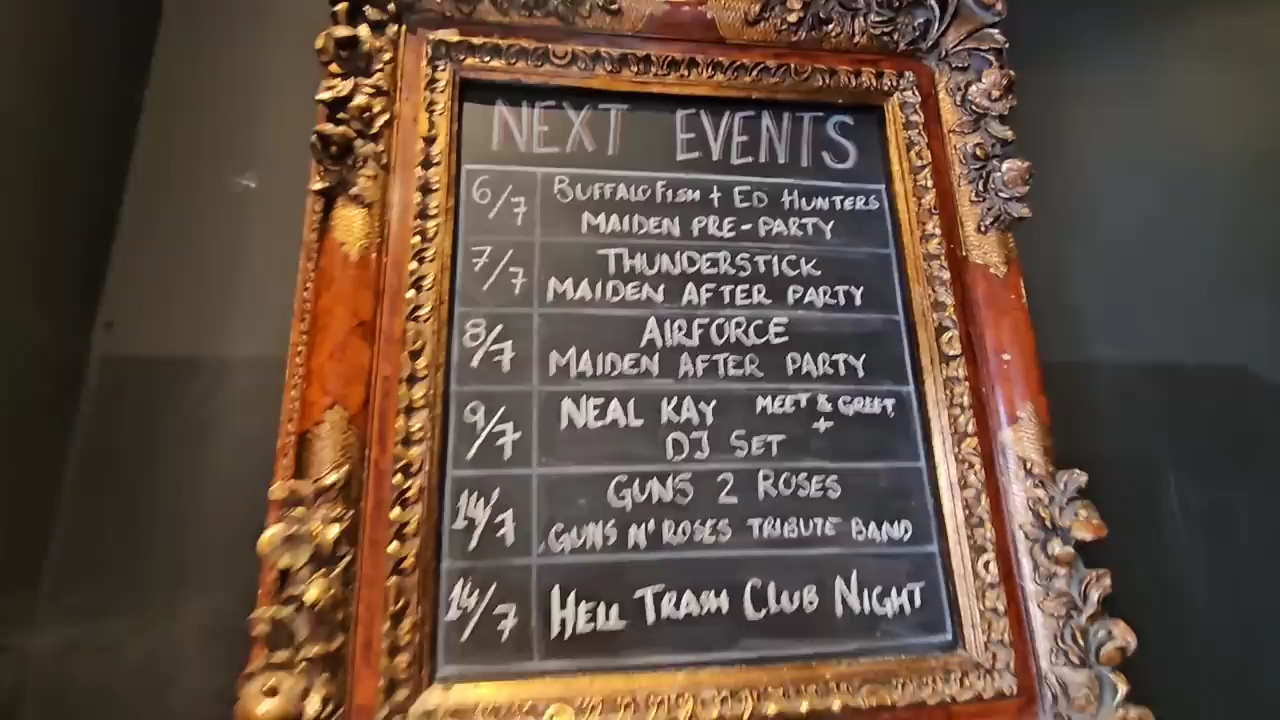 NEXT EVENTS
6/7 BUFFALO FISH + ED HUNTERS
MAIDEN PRE-PARTY
7/7 THUNDERSTICK
MAIDEN AFTER PARTY
8/7 AIRFORCE
MAIDEN AFTER PARTY
9/7 NEAL KAY MEET & GREET
+
DJ SET
14/7 GUNS 2 ROSES
GUNS N' ROSES TRIBUTE BAND
14/7 HELL TRASH CLUB NIGHT